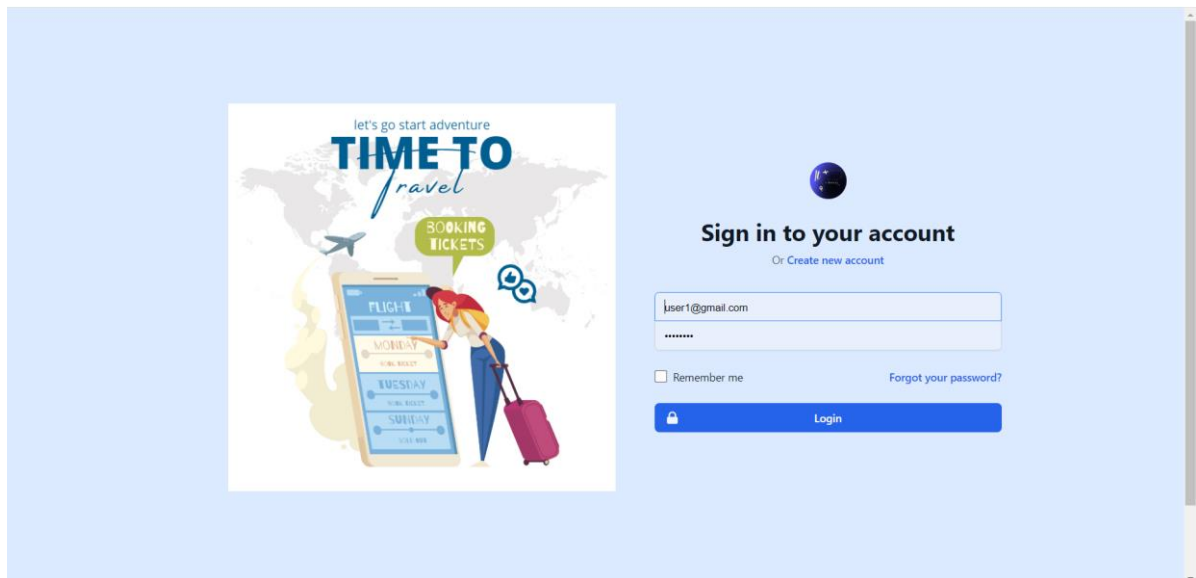 let's go start adventure
TIME TO
Travel
BOOKING
TICKETS
FLIGHT
MONDAY
TUESDAY
SUNDAY
Sign in to your account
Or Create new account
user1@gmail.com
••••••••
Remember me
Forgot your password?
Login